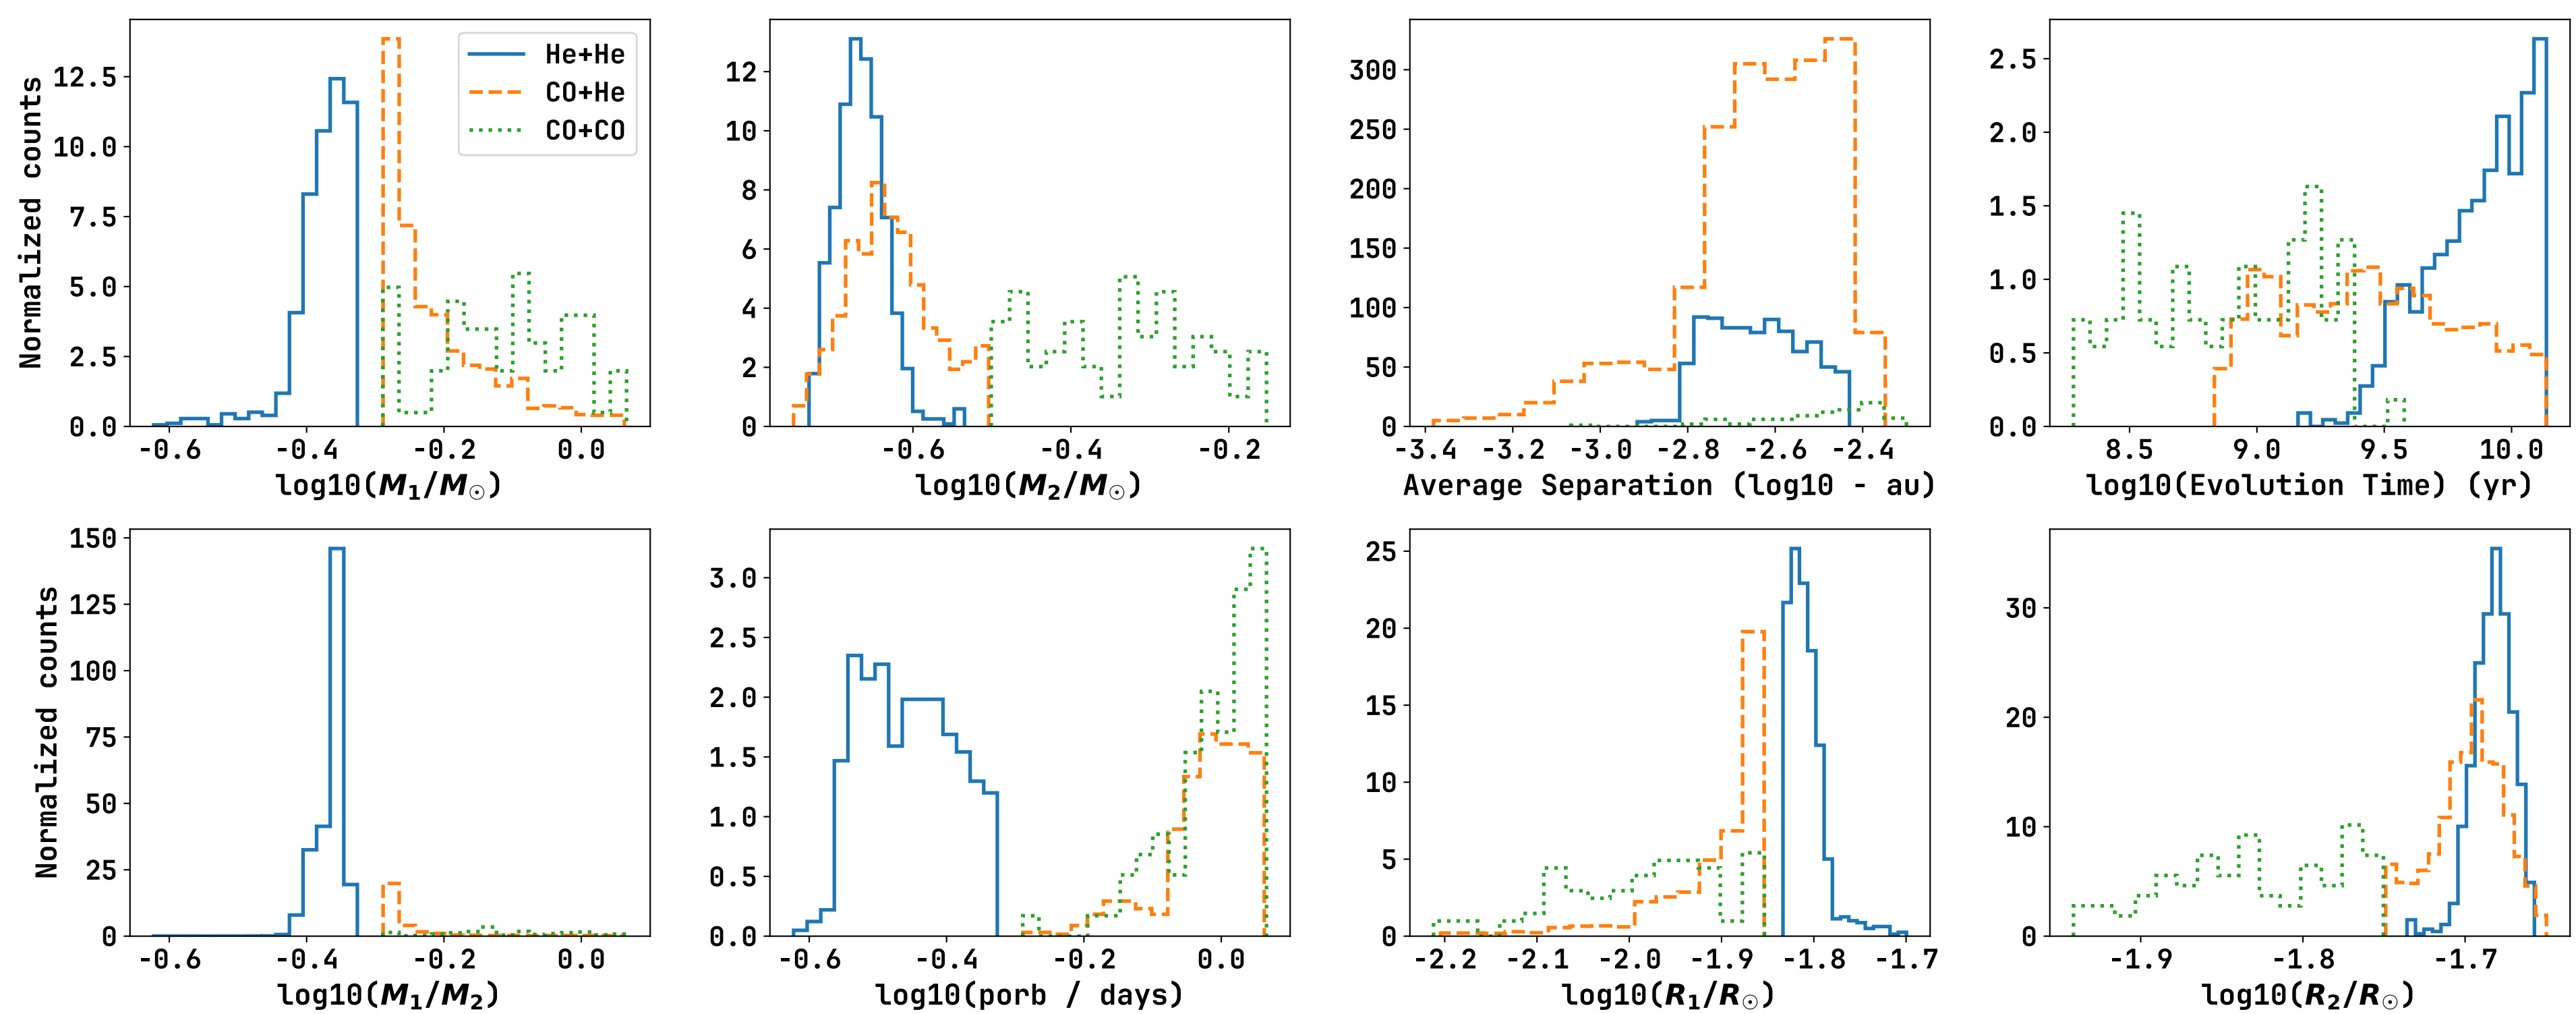 Normalized counts
12.5
10.0
7.5
5.0
2.5
0.0
-0.6 -0.4 -0.2 0.0
log10(M₁/M☉)
He+He
CO+He
CO+CO
12
10
8
6
4
2
0
-0.6 -0.4 -0.2
log10(M₂/M☉)
300
250
200
150
100
50
0
-3.4 -3.2 -3.0 -2.8 -2.6 -2.4
Average Separation (log10 - au)
2.5
2.0
1.5
1.0
0.5
0.0
8.5 9.0 9.5 10.0
log10(Evolution Time) (yr)
Normalized counts
150
125
100
75
50
25
0
-0.6 -0.4 -0.2 0.0
log10(M₁/M₂)
3.0
2.5
2.0
1.5
1.0
0.5
0.0
-0.6 -0.4 -0.2 0.0
log10(porb / days)
25
20
15
10
5
0
-2.2 -2.1 -2.0 -1.9 -1.8 -1.7
log10(R₁/R☉)
30
20
10
0
-1.9 -1.8 -1.7
log10(R₂/R☉)